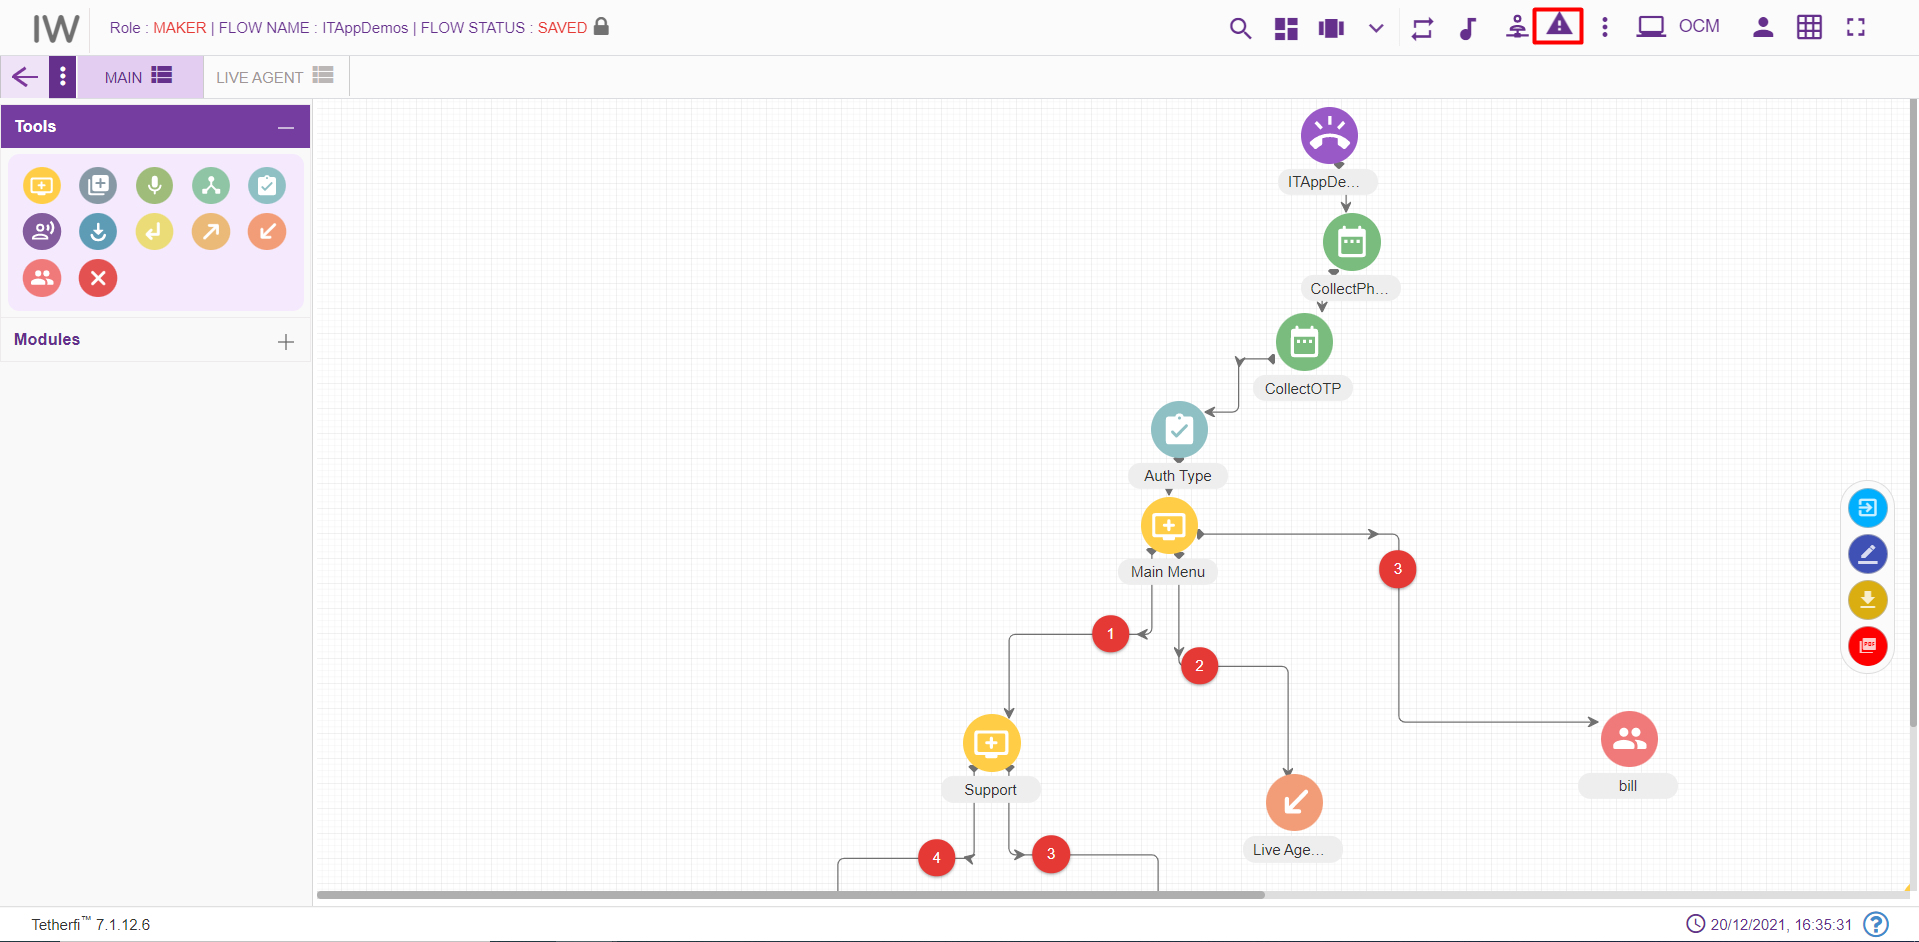 IW
Role : MAKER | FLOW NAME : ITAppDemos | FLOW STATUS : SAVED
OCM
MAIN
LIVE AGENT
Tools
Modules
ITAppDe...
CollectPh...
CollectOTP
Auth Type
Main Menu
3
1
2
Support
bill
Live Age...
4
3
PDF
Tetherfi™ 7.1.12.6
20/12/2021, 16:35:31
?